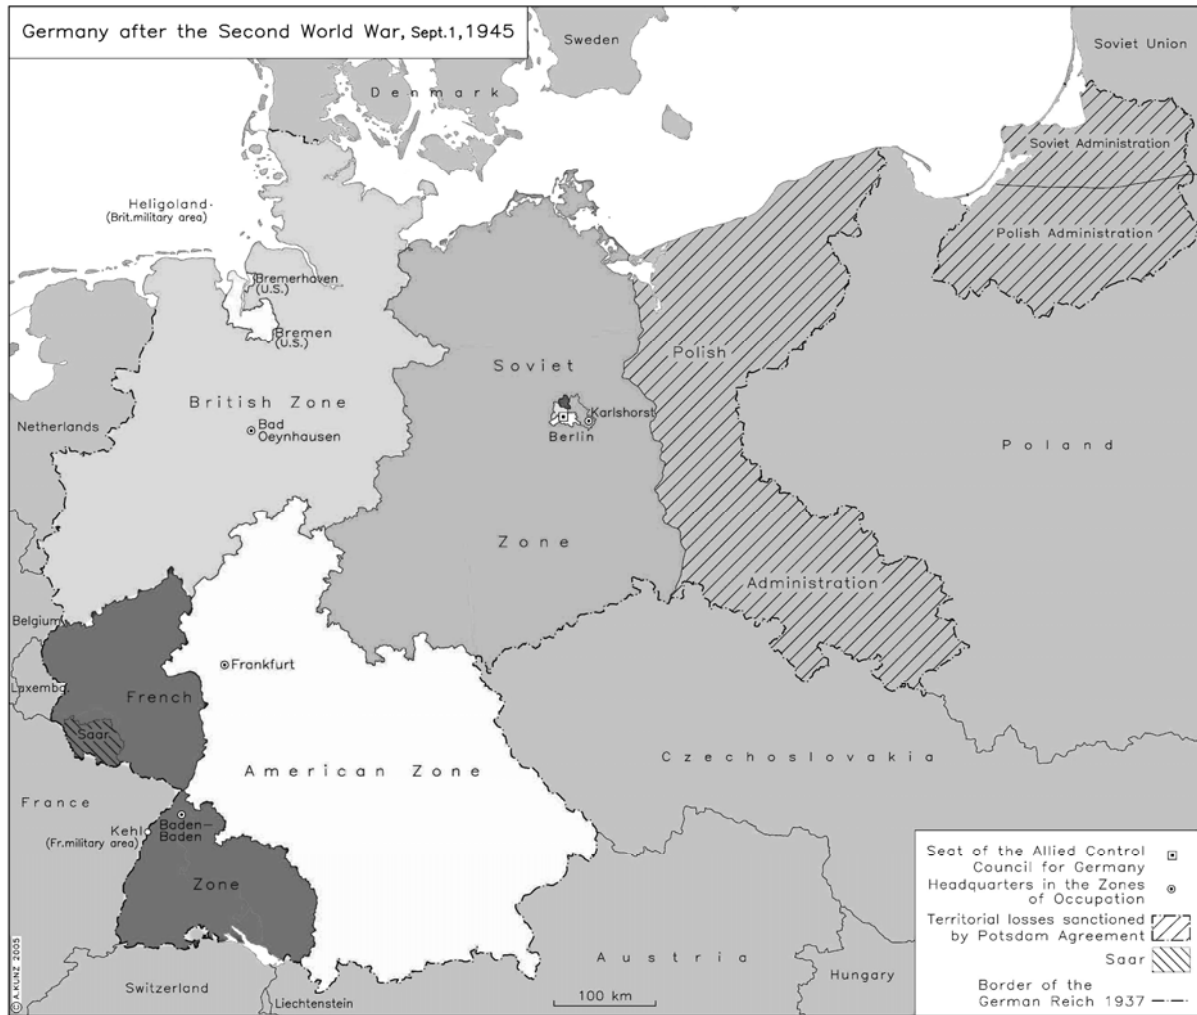 Germany after the Second World War, Sept.1, 1945
Sweden
Soviet Union
Denmark
Soviet Administration
Heligoland
(Brit.military area)
Polish Administration
Bremerhaven
(U.S.)
Bremen
(U.S.)
Polish
Soviet
British Zone
Karlshorst
Netherlands
Bad
Oeynhausen
Berlin
Poland
Zone
Administration
Belgium
Frankfurt
Luxembg.
French
Saar
Czechoslovakia
American Zone
France
Kehl
(Fr.military area)
Baden-
Baden
Zone
Seat of the Allied Control
Council for Germany
Headquarters in the Zones
of Occupation
Territorial losses sanctioned
by Potsdam Agreement
Saar
Border of the
German Reich 1937
Austria
Hungary
Switzerland
Liechtenstein
100 km
© A.KUNZ 2005